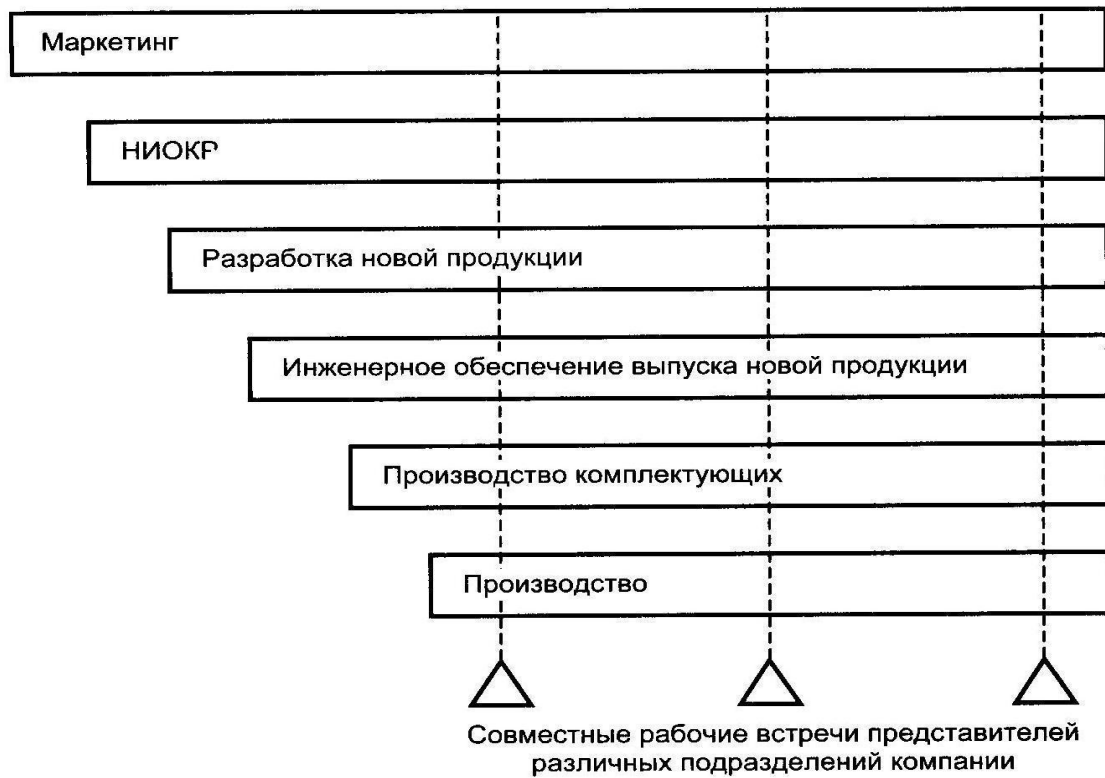 Маркетинг
НИОКР
Разработка новой продукции
Инженерное обеспечение выпуска новой продукции
Производство комплектующих
Производство
Совместные рабочие встречи представителей
различных подразделений компании